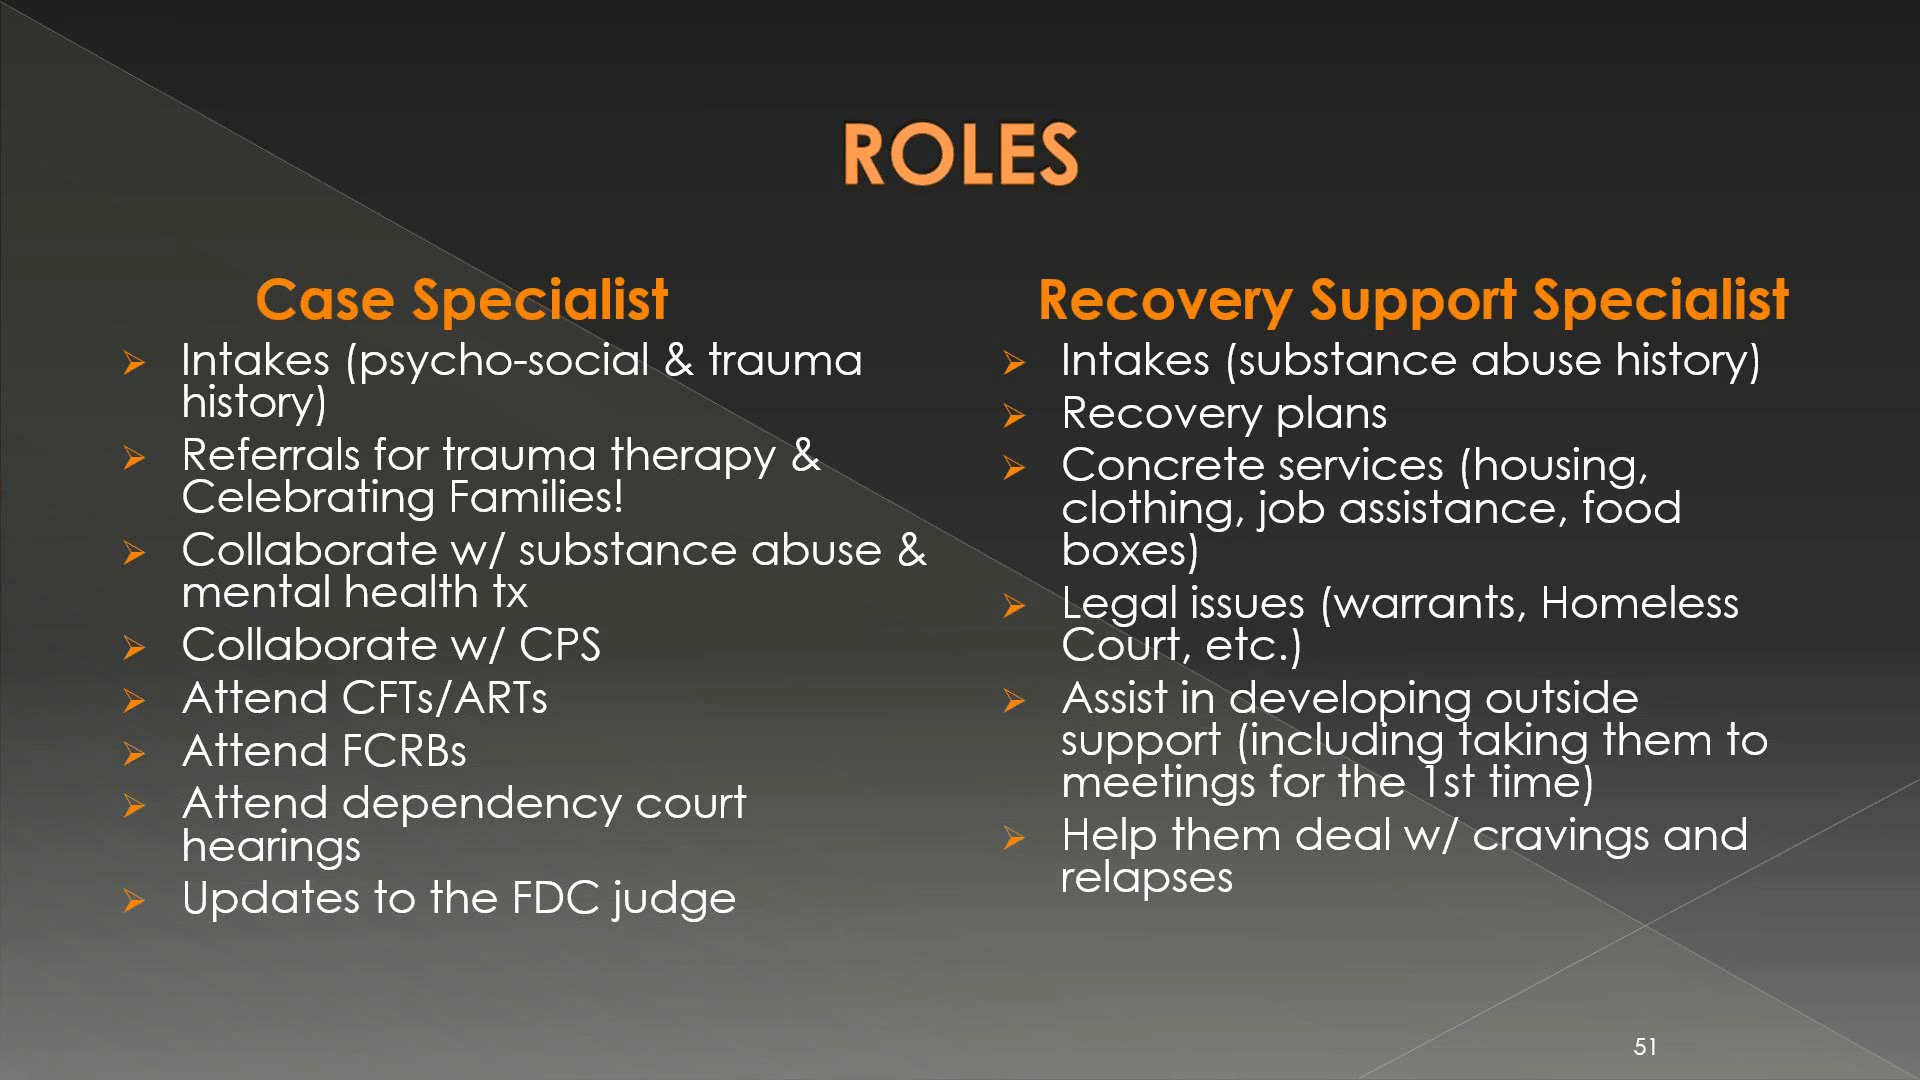 ROLES
Case Specialist
Intakes (psycho-social & trauma
history)
Referrals for trauma therapy &
Celebrating Families!
Collaborate w/ substance abuse &
mental health tx
Collaborate w/ CPS
Attend CFTs/ARTs
Attend FCRBs
Attend dependency court
hearings
Updates to the FDC judge
Recovery Support Specialist
Intakes (substance abuse history)
Recovery plans
Concrete services (housing,
clothing, job assistance, food
boxes)
Legal issues (warrants, Homeless
Court, etc.)
Assist in developing outside
support (including taking them to
meetings for the 1st time)
Help them deal w/ cravings and
relapses
51